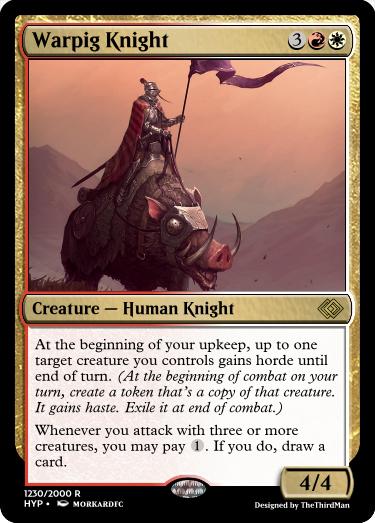 Warpig Knight 3
Creature — Human Knight
At the beginning of your upkeep, up to one
target creature you controls gains horde until
end of turn. (At the beginning of combat on your
turn, create a token that's a copy of that creature.
It gains haste. Exile it at end of combat.)
Whenever you attack with three or more
creatures, you may pay 1. If you do, draw a
card.
4/4
1230/2000 R
HYP • MORKARDFC
Designed by TheThirdMan